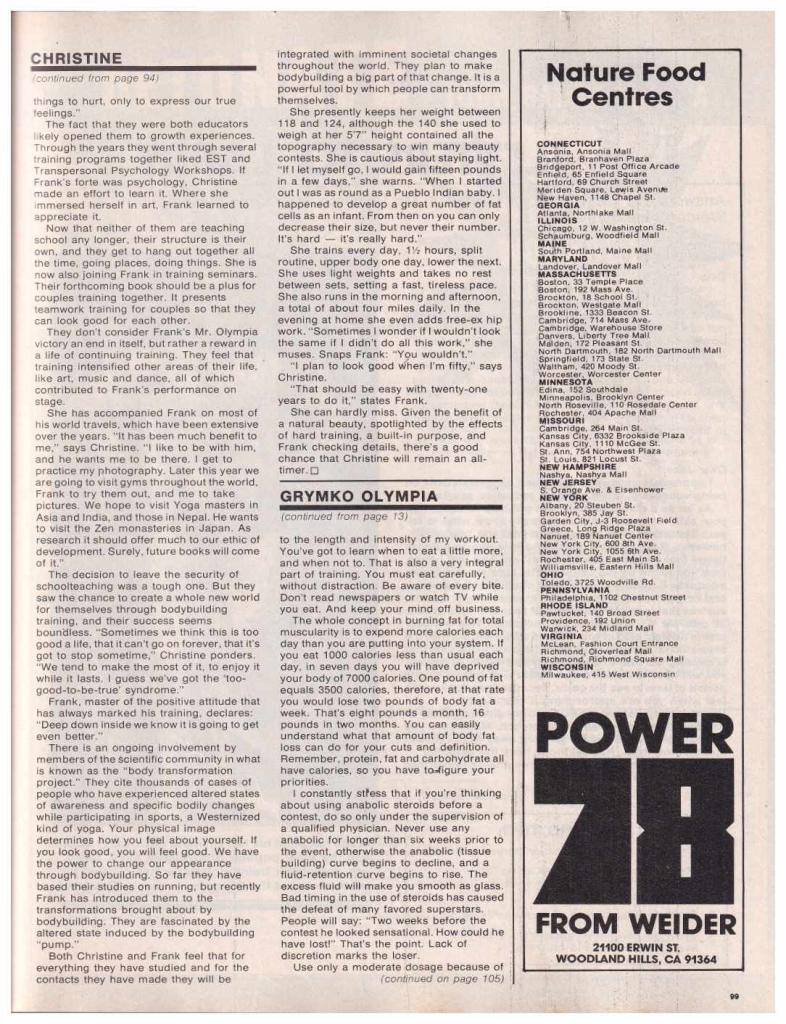 CHRISTINE
(continued from page 94)
things to hurt, only to express our true
feelings."
The fact that they were both educators
likely opened them to growth experiences.
Through the years they went through several
training programs together liked EST and
Transpersonal Psychology Workshops. If
Frank's forte was psychology, Christine
made an effort to learn it. Where she
immersed herself in art, Frank learned to
appreciate it.
Now that neither of them are teaching
school any longer, their structure is their
own, and they get to hang out together all
the time, going places, doing things. She is
now also joining Frank in training seminars.
Their forthcoming book should be a plus for
couples training together. It presents
teamwork training for couples so that they
can look good for each other.
They don't consider Frank's Mr. Olympia
victory an end in itself, but rather a reward in
a life of continuing training. They feel that
training intensified other areas of their life,
like art, music and dance, all of which
contributed to Frank's performance on
stage.
She has accompanied Frank on most of
his world travels, which have been extensive
over the years. "It has been much benefit to
me," says Christine. "I like to be with him,
and he wants me to be there. I get to
practice my photography. Later this year we
are going to visit gyms throughout the world,
Frank to try them out, and me to take
pictures. We hope to visit Yoga masters in
Asia and India, and those in Nepal. He wants
to visit the Zen monasteries in Japan. As
research it should offer much to our ethic of
development. Surely, future books will come
of it."
The decision to leave the security of
schoolteaching was a tough one. But they
saw the chance to create a whole new world
for themselves through bodybuilding
training, and their success seems
boundless. "Sometimes we think this is too
good a life, that it can't go on forever, that it's
got to stop sometime," Christine ponders.
"We tend to make the most of it, to enjoy it
while it lasts. I guess we've got the 'too-
good-to-be-true' syndrome."
Frank, master of the positive attitude that
has always marked his training, declares:
"Deep down inside we know it is going to get
even better."
There is an ongoing involvement by
members of the scientific community in what
is known as the "body transformation
project." They cite thousands of cases of
people who have experienced altered states
of awareness and specific bodily changes
while participating in sports, a Westernized
kind of yoga. Your physical image
determines how you feel about yourself. If
you look good, you will feel good. We have
the power to change our appearance
through bodybuilding. So far they have
based their studies on running, but recently
Frank has introduced them to the
transformations brought about by
bodybuilding. They are fascinated by the
altered state induced by the bodybuilding
"pump."
Both Christine and Frank feel that for
everything they have studied and for the
contacts they have made they will be
integrated with imminent societal changes
throughout the world. They plan to make
bodybuilding a big part of that change. It is a
powerful tool by which people can transform
themselves.
She presently keeps her weight between
118 and 124, although the 140 she used to
weigh at her 5'7" height contained all the
topography necessary to win many beauty
contests. She is cautious about staying light.
"If I let myself go, I would gain fifteen pounds
in a few days," she warns. "When I started
out I was as round as a Pueblo Indian baby. I
happened to develop a great number of fat
cells as an infant. From then on you can only
decrease their size, but never their number.
It's hard — it's really hard."
She trains every day, 1½ hours, split
routine, upper body one day, lower the next.
She uses light weights and takes no rest
between sets, setting a fast, tireless pace.
She also runs in the morning and afternoon,
a total of about four miles daily. In the
evening at home she even adds free-ex hip
work. "Sometimes I wonder if I wouldn't look
the same if I didn't do all this work," she
muses. Snaps Frank: "You wouldn't."
"I plan to look good when I'm fifty," says
Christine.
"That should be easy with twenty-one
years to do it," states Frank.
She can hardly miss. Given the benefit of
a natural beauty, spotlighted by the effects
of hard training, a built-in purpose, and
Frank checking details, there's a good
chance that Christine will remain an all-
timer. □
GRYMKO OLYMPIA
(continued from page 13)
to the length and intensity of my workout.
You've got to learn when to eat a little more,
and when not to. That is also a very integral
part of training. You must eat carefully,
without distraction. Be aware of every bite.
Don't read newspapers or watch TV while
you eat. And keep your mind off business.
The whole concept in burning fat for total
muscularity is to expend more calories each
day than you are putting into your system. If
you eat 1000 calories less than usual each
day, in seven days you will have deprived
your body of 7000 calories. One pound of fat
equals 3500 calories, therefore, at that rate
you would lose two pounds of body fat a
week. That's eight pounds a month, 16
pounds in two months. You can easily
understand what that amount of body fat
loss can do for your cuts and definition.
Remember, protein, fat and carbohydrate all
have calories, so you have to figure your
priorities.
I constantly stress that if you're thinking
about using anabolic steroids before a
contest, do so only under the supervision of
a qualified physician. Never use any
anabolic for longer than six weeks prior to
the event, otherwise the anabolic (tissue
building) curve begins to decline, and a
fluid-retention curve begins to rise. The
excess fluid will make you smooth as glass.
Bad timing in the use of steroids has caused
the defeat of many favored superstars.
People will say: "Two weeks before the
contest he looked sensational. How could he
have lost!" That's the point. Lack of
discretion marks the loser.
Use only a moderate dosage because of
(continued on page 105)
Nature Food
Centres
CONNECTICUT
Ansonia, Ansonia Mall
Branford, Branhaven Plaza
Bridgeport, 11 Post Office Arcade
Enfield, 65 Enfield Square
Hartford, 69 Church Street
Meriden Square, Lewis Avenue
New Haven, 1148 Chapel St.
GEORGIA
Atlanta, Northlake Mall
ILLINOIS
Chicago, 12 W. Washington St.
Schaumburg, Woodfield Mall
MAINE
South Portland, Maine Mall
MARYLAND
Landover, Landover Mall
MASSACHUSETTS
Boston, 33 Temple Place
Boston, 192 Mass Ave.
Brockton, 18 School St.
Brockton, Westgate Mall
Brookline, 1333 Beacon St.
Cambridge, 714 Mass Ave.
Cambridge, Warehouse Store
Danvers, Liberty Tree Mall
Malden, 172 Pleasant St.
North Dartmouth, 182 North Dartmouth Mall
Springfield, 173 State St.
Waltham, 420 Moody St.
Worcester, Worcester Center
MINNESOTA
Edina, 152 Southdale
Minneapolis, Brooklyn Center
North Roseville, 110 Rosedale Center
Rochester, 404 Apache Mall
MISSOURI
Cambridge, 264 Main St.
Kansas City, 6332 Brookside Plaza
Kansas City, 1110 McGee St.
St. Ann, 754 Northwest Plaza
St. Louis, 821 Locust St.
NEW HAMPSHIRE
Nashya, Nashya Mall
NEW JERSEY
S. Orange Ave. & Eisenhower
NEW YORK
Albany, 20 Steuben St.
Brooklyn, 385 Jay St.
Garden City, J-3 Roosevelt Field
Greece, Long Ridge Plaza
Nanuet, 189 Nanuet Center
New York City, 600 8th Ave.
New York City, 1055 6th Ave.
Rochester, 405 East Main St.
Williamsville, Eastern Hills Mall
OHIO
Toledo, 3725 Woodville Rd.
PENNSYLVANIA
Philadelphia, 1102 Chestnut Street
RHODE ISLAND
Pawtucket, 140 Broad Street
Providence, 192 Union
Warwick, 234 Midland Mall
VIRGINIA
McLean, Fashion Court Entrance
Richmond, Cloverleaf Mall
Richmond, Richmond Square Mall
WISCONSIN
Milwaukee, 415 West Wisconsin
POWER
78
FROM WEIDER
21100 ERWIN ST.
WOODLAND HILLS, CA 91364
99